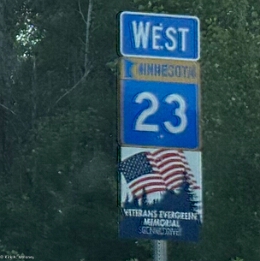 WEST
MINNESOTA
23
VETERANS EVERGREEN
MEMORIAL